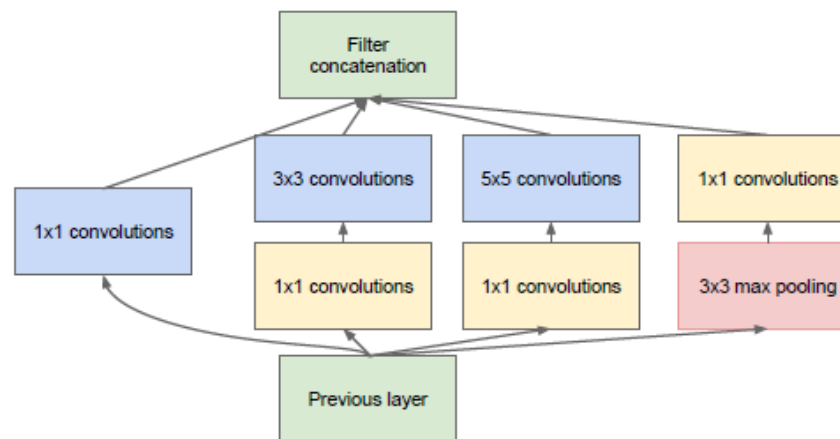 Filter
concatenation
3x3 convolutions
5x5 convolutions
1x1 convolutions
1x1 convolutions
1x1 convolutions
1x1 convolutions
3x3 max pooling
Previous layer